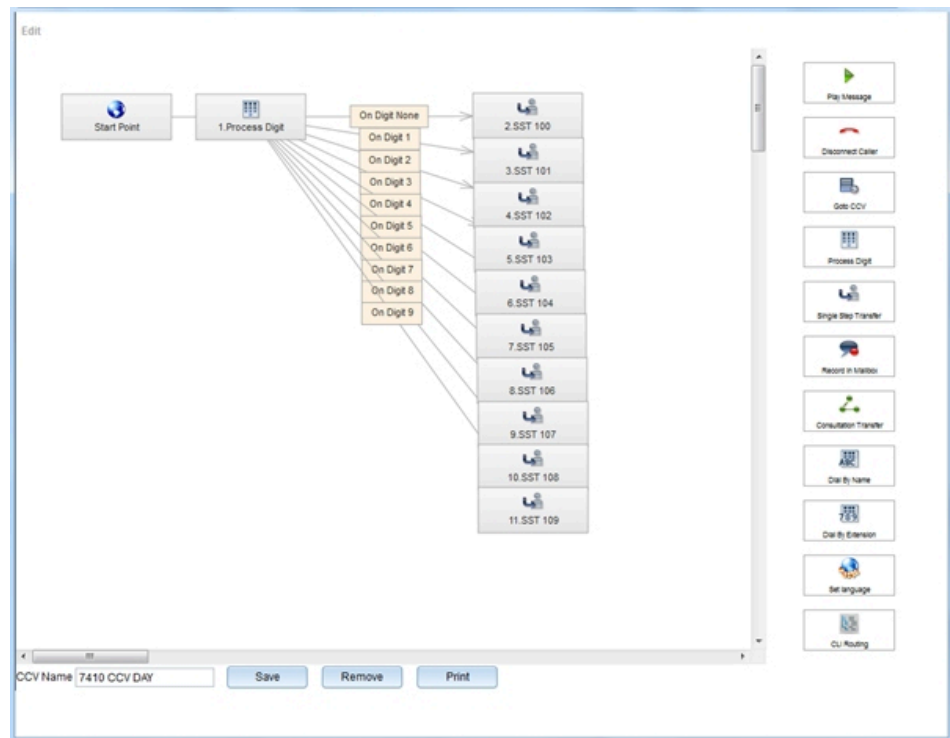 Edit
Start Point
1.Process Digit
On Digit None
On Digit 1
On Digit 2
On Digit 3
On Digit 4
On Digit 5
On Digit 6
On Digit 7
On Digit 8
On Digit 9
2.SST 100
3.SST 101
4.SST 102
5.SST 103
6.SST 104
7.SST 105
8.SST 106
9.SST 107
10.SST 108
11.SST 109
Play Message
Disconnect Caller
Goto CCV
Process Digit
Single Step Transfer
Record In Mailbox
Consultation Transfer
ABC
Dial By Name
789
Dial By Extension
Set language
CLI Routing
CCV Name 7410 CCV DAY
Save
Remove
Print